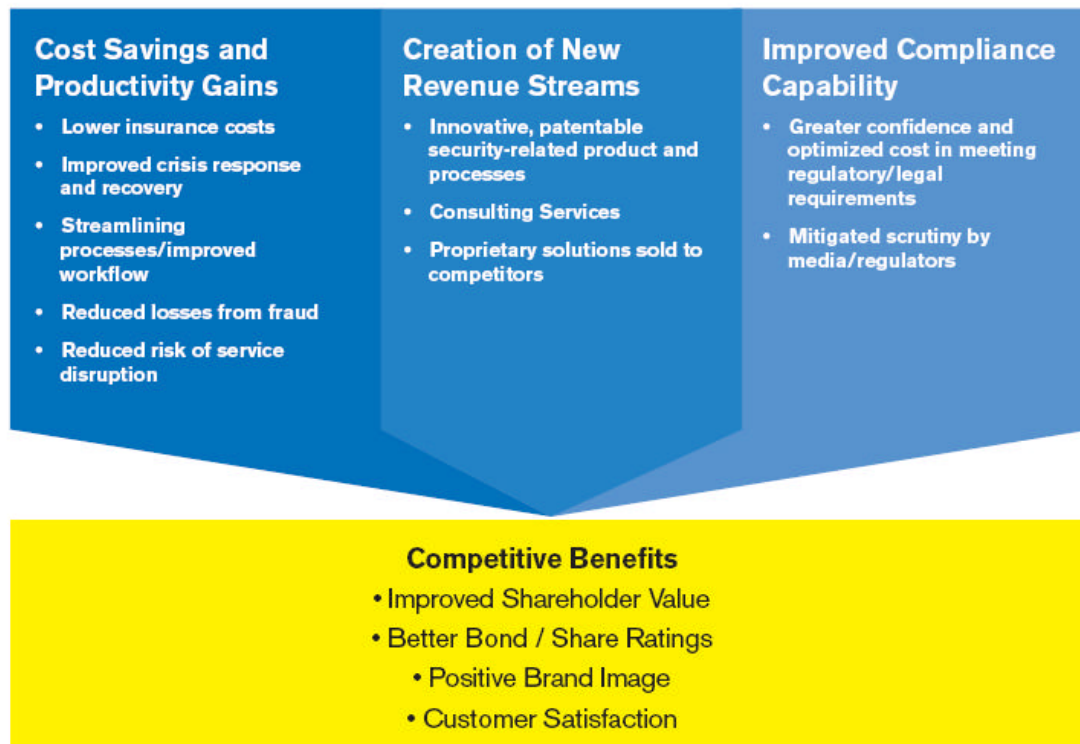 Cost Savings and
Productivity Gains
• Lower insurance costs
• Improved crisis response
and recovery
• Streamlining
processes/improved
workflow
• Reduced losses from fraud
• Reduced risk of service
disruption
Creation of New
Revenue Streams
• Innovative, patentable
security-related product and
processes
• Consulting Services
• Proprietary solutions sold to
competitors
Improved Compliance
Capability
• Greater confidence and
optimized cost in meeting
regulatory/legal
requirements
• Mitigated scrutiny by
media/regulators
Competitive Benefits
• Improved Shareholder Value
• Better Bond / Share Ratings
• Positive Brand Image
• Customer Satisfaction